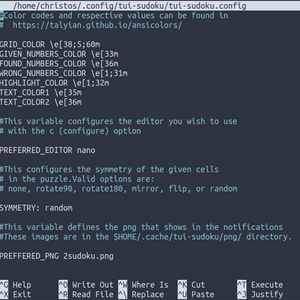 /home/christos/.config/tui-sudoku/tui-sudoku.config
#Color codes and respective values can be found in
#  https://talyian.github.io/ansicolors/
GRID_COLOR \e[38;5;60m
GIVEN_NUMBERS_COLOR \e[33m
FOUND_NUMBERS_COLOR \e[36m
WRONG_NUMBERS_COLOR \e[1;31m
HIGHLIGHT_COLOR \e[1;32m
TEXT_COLOR1 \e[35m
TEXT_COLOR2 \e[36m
#This variable configures the editor you wish to use
# with the c (configure) option
PREFERRED_EDITOR nano
#This configures the symmetry of the given cells
# in the puzzle.Valid options are:
# none, rotate90, rotate180, mirror, flip, or random
SYMMETRY: random
#This variable defines the png that shows in the notifications
#These images are in the $HOME/.cache/tui-sudoku/png/ directory.
PREFFERED_PNG 2sudoku.png
^G Help ^O Write Out ^W Where Is ^K Cut ^T Execute
^X Exit ^R Read File ^\ Replace ^U Paste ^J Justify